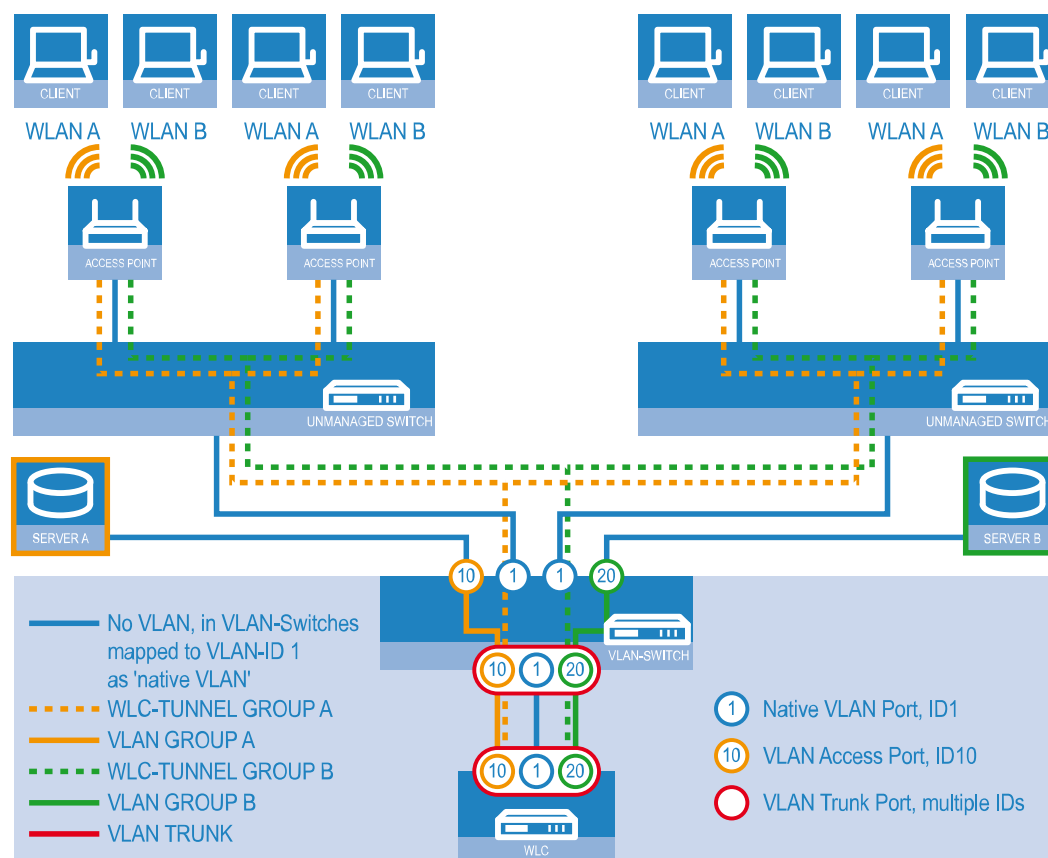 CLIENT CLIENT CLIENT CLIENT CLIENT CLIENT CLIENT CLIENT
WLAN A WLAN B WLAN A WLAN B WLAN A WLAN B WLAN A WLAN B
ACCESS POINT ACCESS POINT ACCESS POINT ACCESS POINT
UNMANAGED SWITCH UNMANAGED SWITCH
SERVER A SERVER B
10 1 1 20
No VLAN, in VLAN-Switches
mapped to VLAN-ID 1
as 'native VLAN'
WLC-TUNNEL GROUP A
VLAN GROUP A
WLC-TUNNEL GROUP B
VLAN GROUP B
VLAN TRUNK
VLAN-SWITCH
10 1 20
10 1 20
WLC
1 Native VLAN Port, ID1
10 VLAN Access Port, ID10
VLAN Trunk Port, multiple IDs